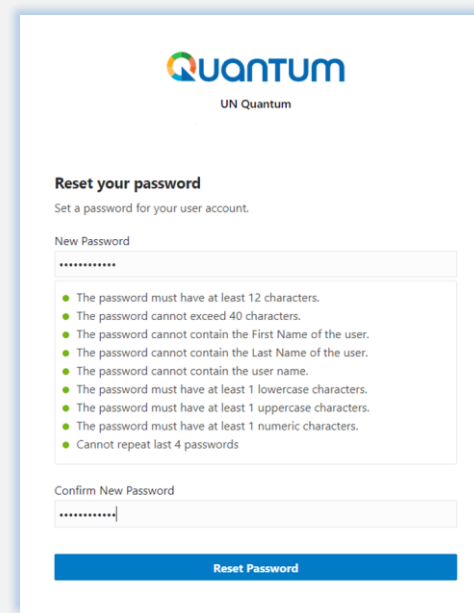 QUANTUM
UN Quantum
Reset your password
Set a password for your user account.
New Password
••••••••••••
The password must have at least 12 characters.
The password cannot exceed 40 characters.
The password cannot contain the First Name of the user.
The password cannot contain the Last Name of the user.
The password cannot contain the user name.
The password must have at least 1 lowercase characters.
The password must have at least 1 uppercase characters.
The password must have at least 1 numeric characters.
Cannot repeat last 4 passwords
Confirm New Password
••••••••••••
Reset Password